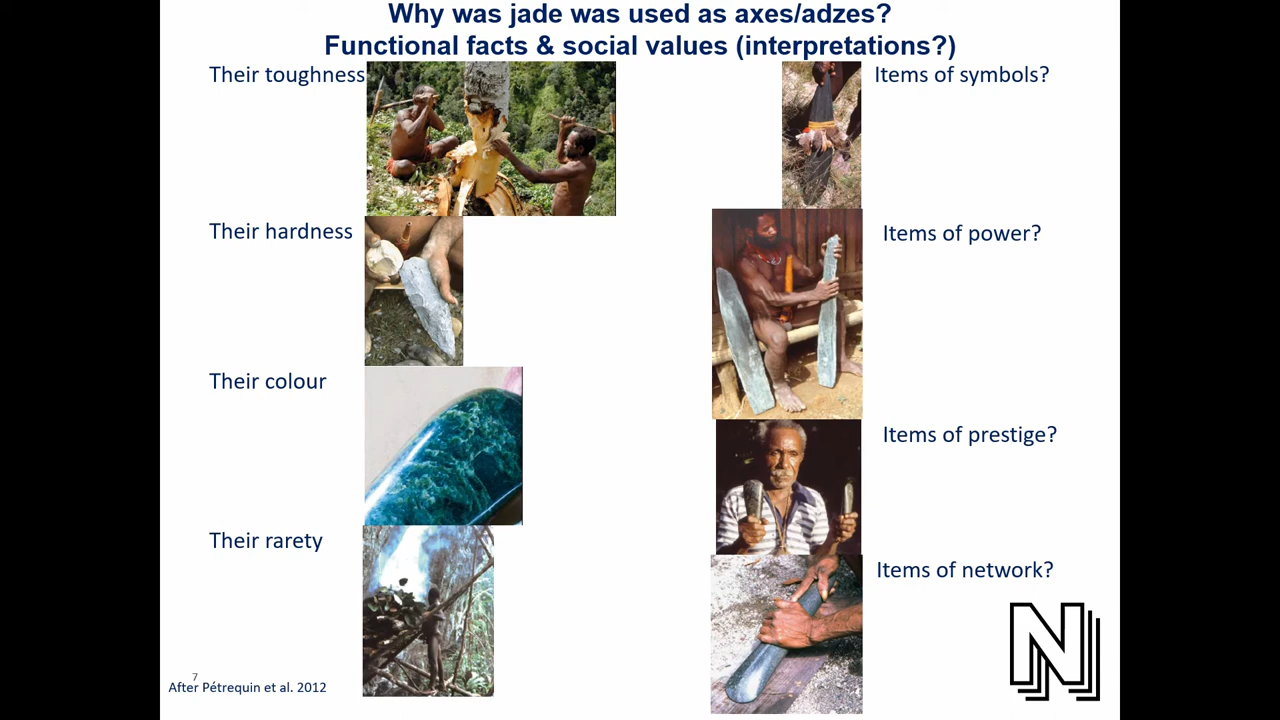 Why was jade was used as axes/adzes?
Functional facts & social values (interpretations?)
Their toughness
Items of symbols?
Their hardness
Items of power?
Their colour
Items of prestige?
Their rarety
Items of network?
N
7
After Pétrequin et al. 2012